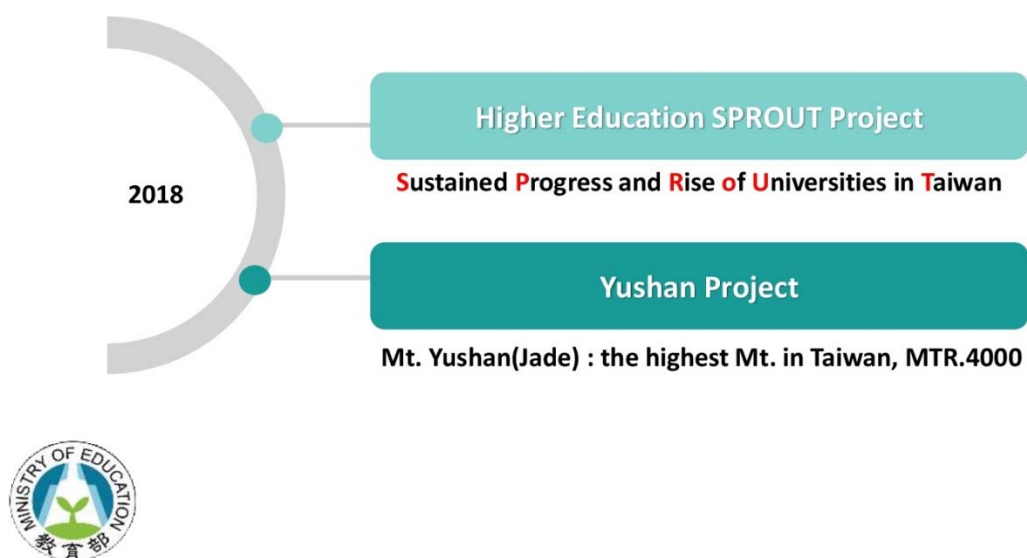 Higher Education SPROUT Project
Sustained Progress and Rise of Universities in Taiwan
2018
Yushan Project
Mt. Yushan(Jade) : the highest Mt. in Taiwan, MTR.4000
MINISTRY OF EDUCATION
教育部